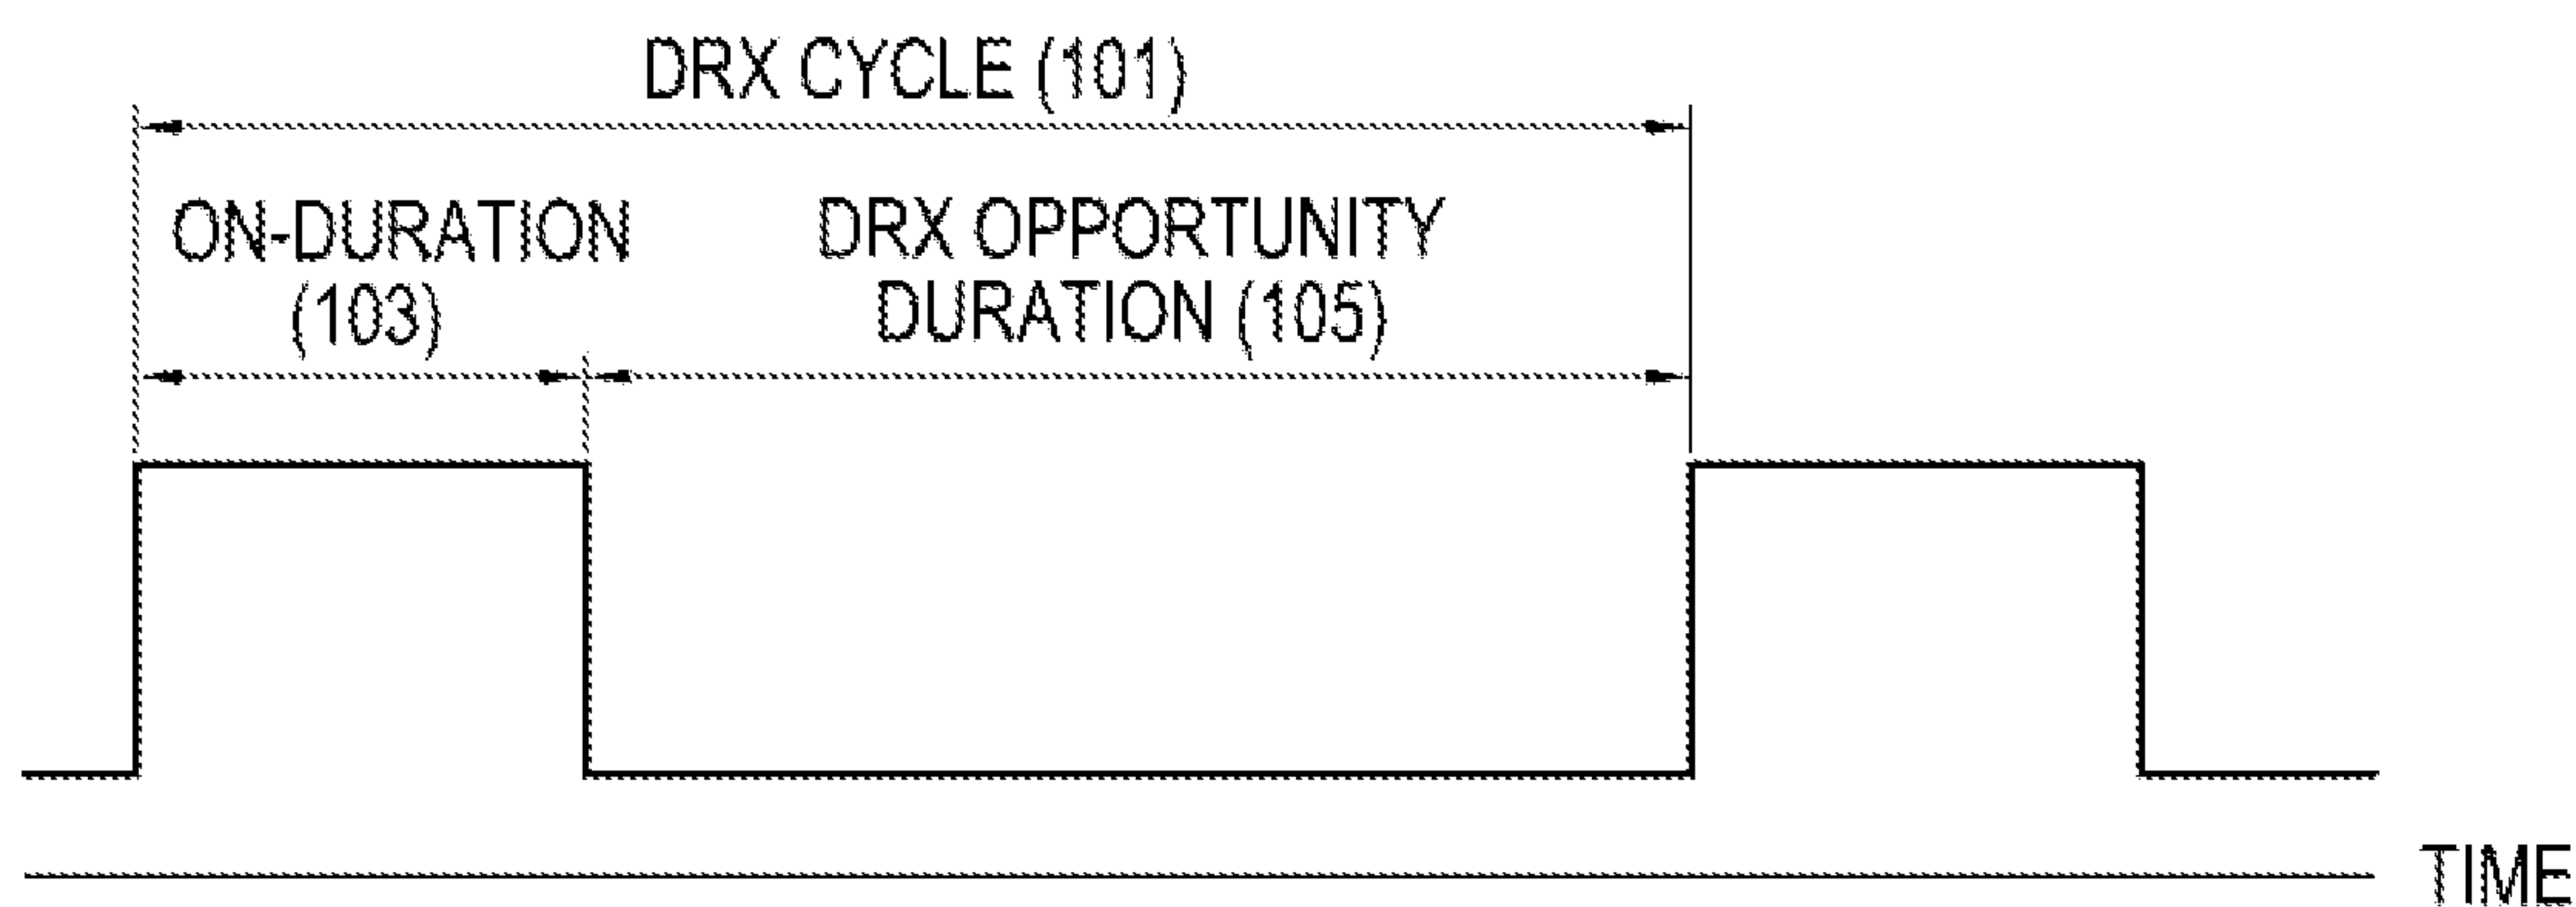 DRX CYCLE (101)
ON-DURATION
(103)
DRX OPPORTUNITY
DURATION (105)
TIME